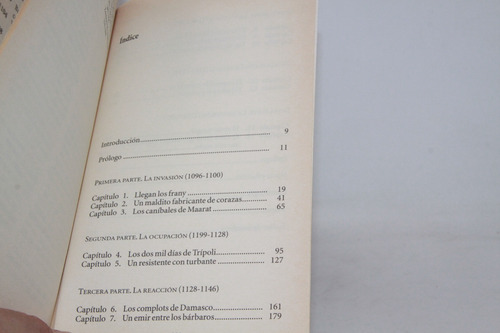 Índice
Introducción 9
Prólogo 11
PRIMERA PARTE. LA INVASIÓN (1096-1100)
Capítulo 1. Llegan los frany 19
Capítulo 2. Un maldito fabricante de corazas 41
Capítulo 3. Los caníbales de Maarat 65
SEGUNDA PARTE. LA OCUPACIÓN (1199-1128)
Capítulo 4. Los dos mil días de Trípoli 95
Capítulo 5. Un resistente con turbante 127
TERCERA PARTE. LA REACCIÓN (1128-1146)
Capítulo 6. Los complots de Damasco 161
Capítulo 7. Un emir entre los bárbaros 179